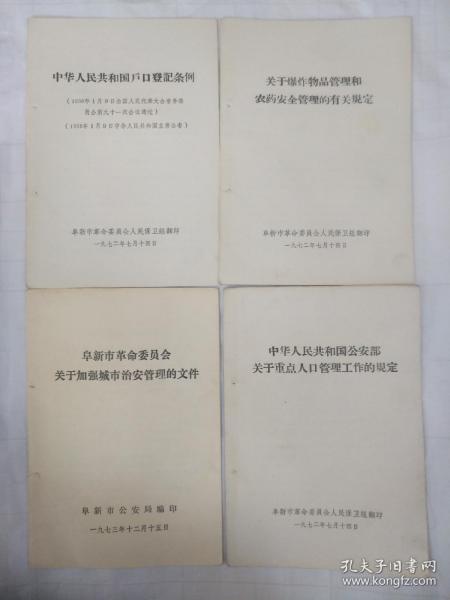 中华人民共和国戶口登記条例
（1958年1月9日全国人民代表大会常务委
員会第九十一次会议通过）
（1958年1月9日中华人民共和国主席公布）
阜新市革命委員会人民保卫組翻印
一九七二年七月十四日
关于爆炸物品管理和
农药安全管理的有关規定
阜新市革命委員会人民保卫組翻印
一九七二年七月十四日
阜新市革命委员会
关于加强城市治安管理的文件
阜新市公安局编印
一九七三年十二月十五日
中华人民共和国公安部
关于重点人口管理工作的規定
阜新市革命委員会人民保卫組翻印
一九七二年七月十四日
孔夫子旧书网
www.kongfz.com